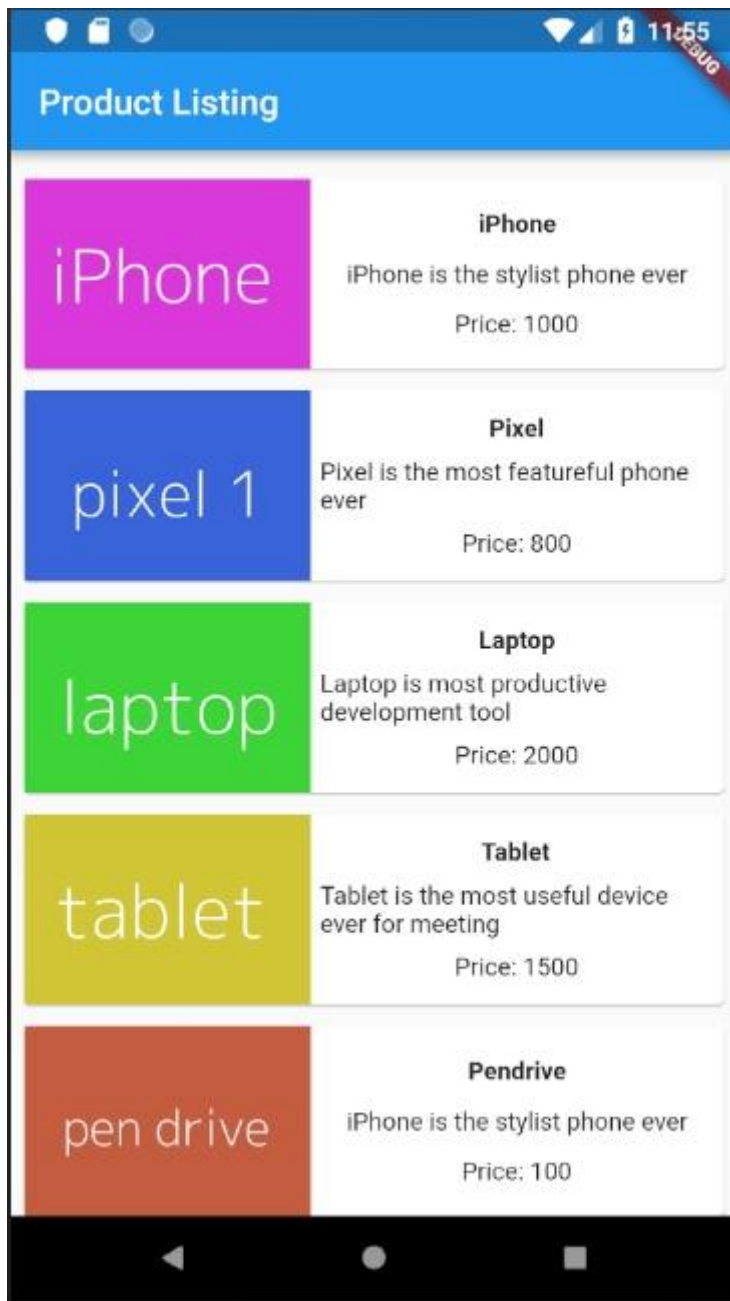 11:55
DEBUG
Product Listing
iPhone
iPhone
iPhone is the stylist phone ever
Price: 1000
pixel 1
Pixel
Pixel is the most featureful phone
ever
Price: 800
laptop
Laptop
Laptop is most productive
development tool
Price: 2000
tablet
Tablet
Tablet is the most useful device
ever for meeting
Price: 1500
pen drive
Pendrive
iPhone is the stylist phone ever
Price: 100